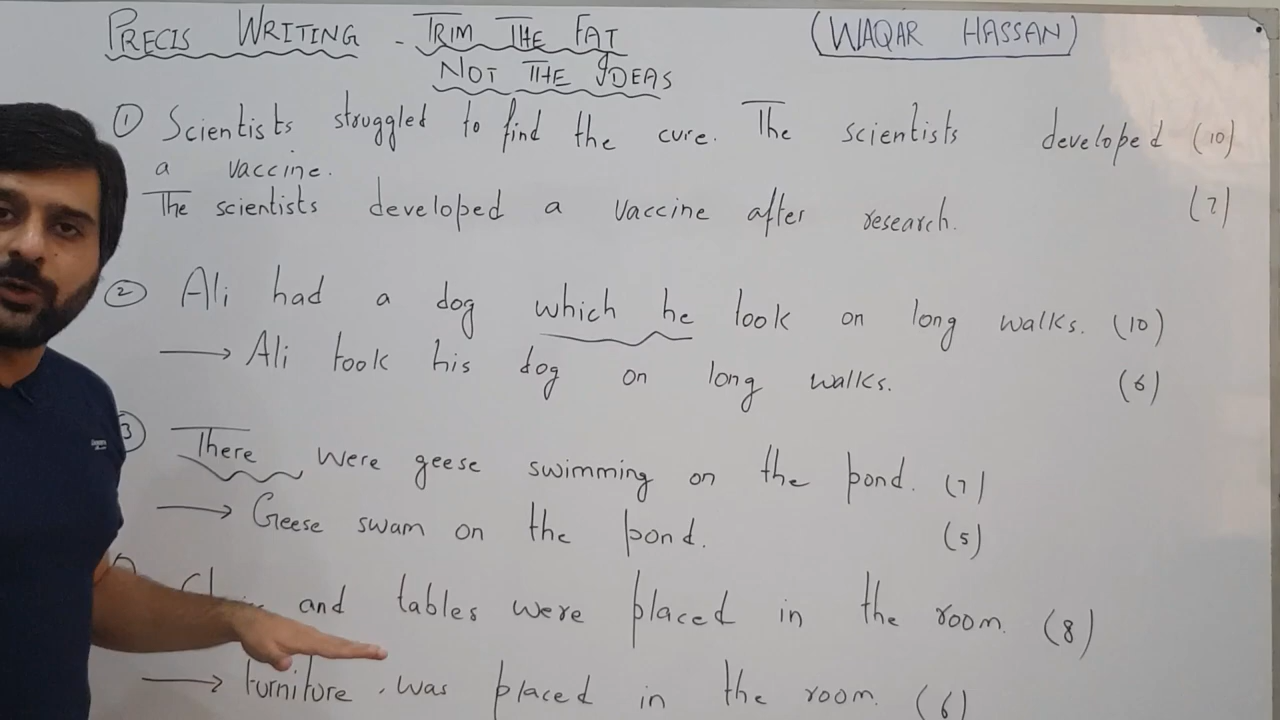 PRECIS WRITING - TRIM THE FAT
NOT THE IDEAS
(WAQAR HASSAN)
① Scientists struggled to find the cure. The scientists developed (10)
a vaccine.
The scientists developed a vaccine after research. (7)
② Ali had a dog which he took on long walks. (10)
→ Ali took his dog on long walks. (6)
③ There were geese swimming on the pond. (7)
→ Geese swam on the pond. (5)
and tables were placed in the room. (8)
→ furniture was placed in the room. (6)